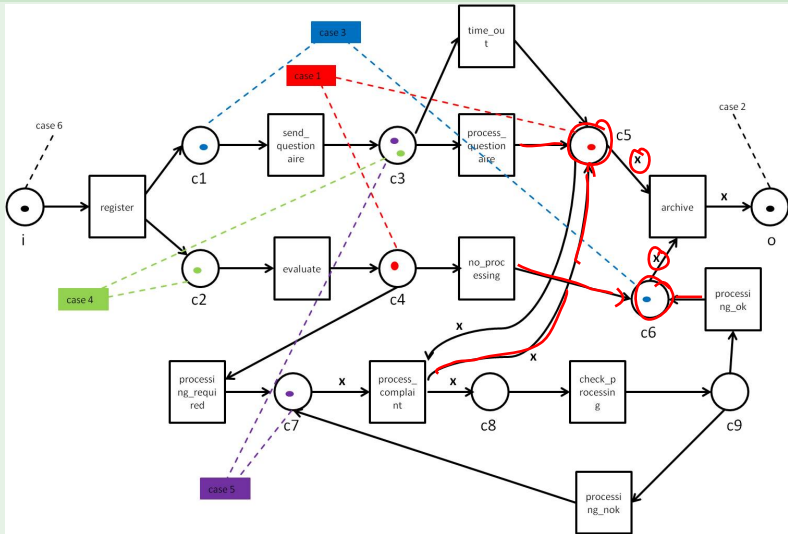 time_ou
t
case 3
case 1
case 6
case 2
c5
send_
question
aire
process_
question
aire
x
register
archive
x
c1
c3
i
o
x
evaluate
no_proce
ssing
processi
ng_ok
c2
c4
c6
case 4
x
x
processi
ng_requi
red
x
process_
complai
nt
x
check_p
rocessin
g
c7
c8
c9
case 5
processi
ng_nok